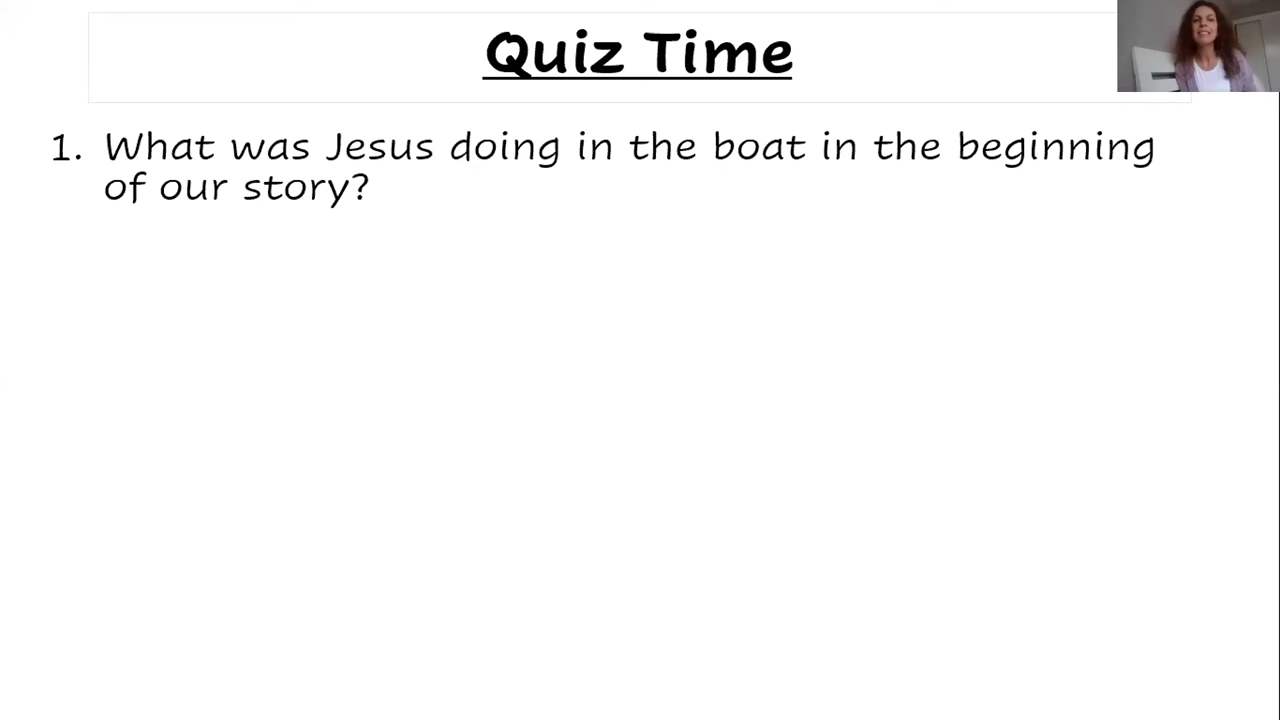 Quiz Time
1. What was Jesus doing in the boat in the beginning
of our story?